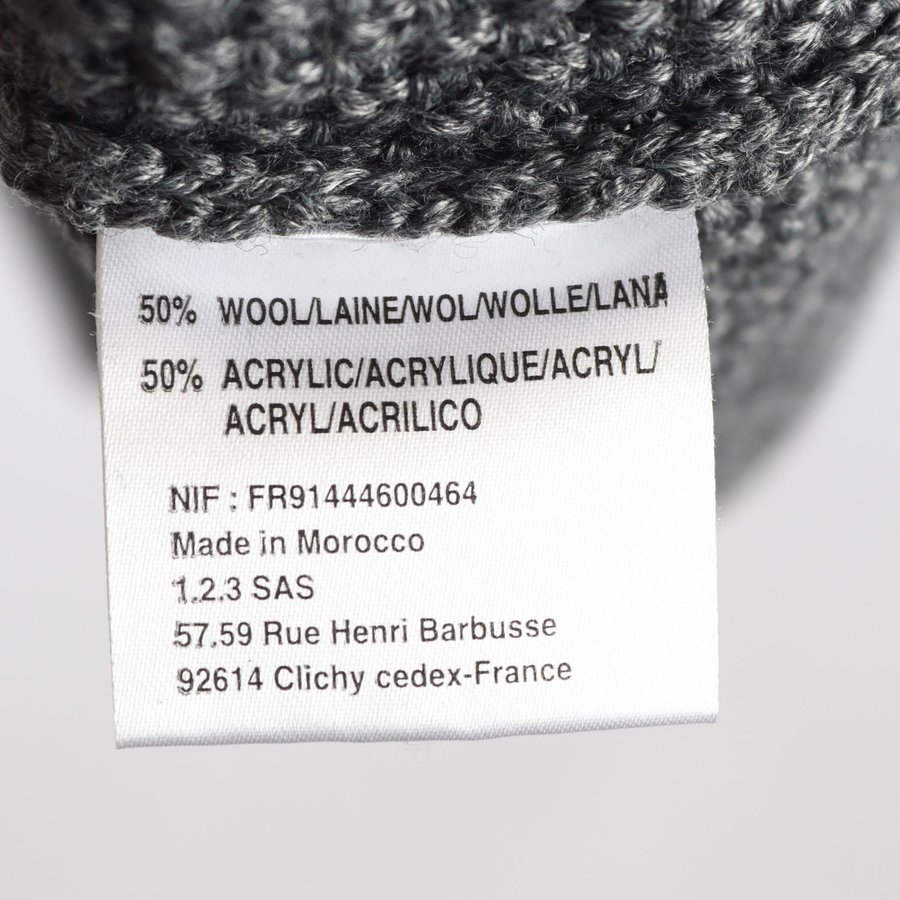 50% WOOL/LAINE/WOL/WOLLE/LANA
50% ACRYLIC/ACRYLIQUE/ACRYL/
ACRYL/ACRILICO
NIF : FR91444600464
Made in Morocco
1.2.3 SAS
57.59 Rue Henri Barbusse
92614 Clichy cedex-France